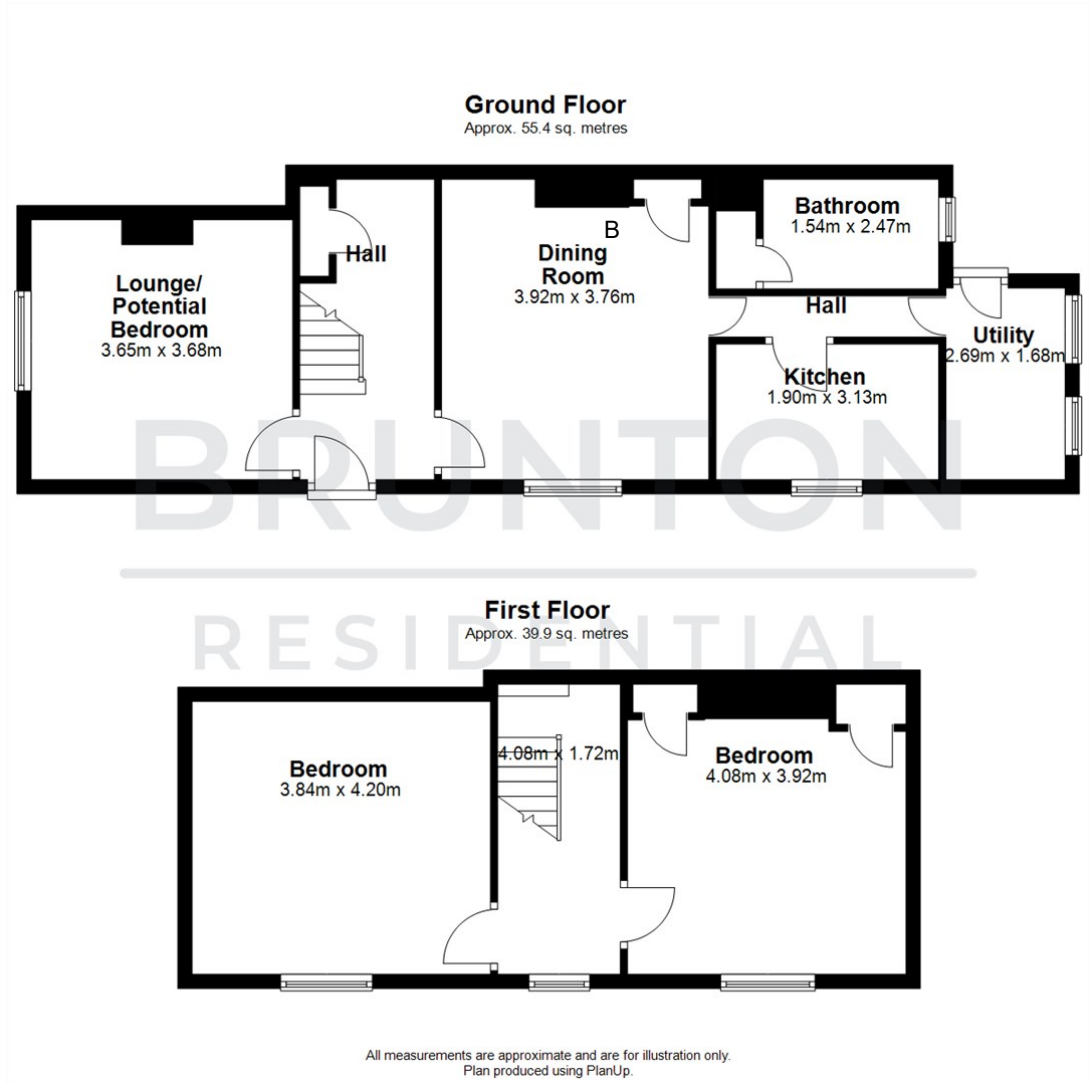 Ground Floor
Approx. 55.4 sq. metres
Bathroom
1.54m x 2.47m
B
Hall
Dining
Room
3.92m x 3.76m
Lounge/
Potential
Bedroom
3.65m x 3.68m
Hall
Utility
2.69m x 1.68m
Kitchen
1.90m x 3.13m
BRUNTON
RESIDENTIAL
First Floor
Approx. 39.9 sq. metres
Bedroom
3.84m x 4.20m
4.08m x 1.72m
Bedroom
4.08m x 3.92m
All measurements are approximate and are for illustration only.
Plan produced using PlanUp.